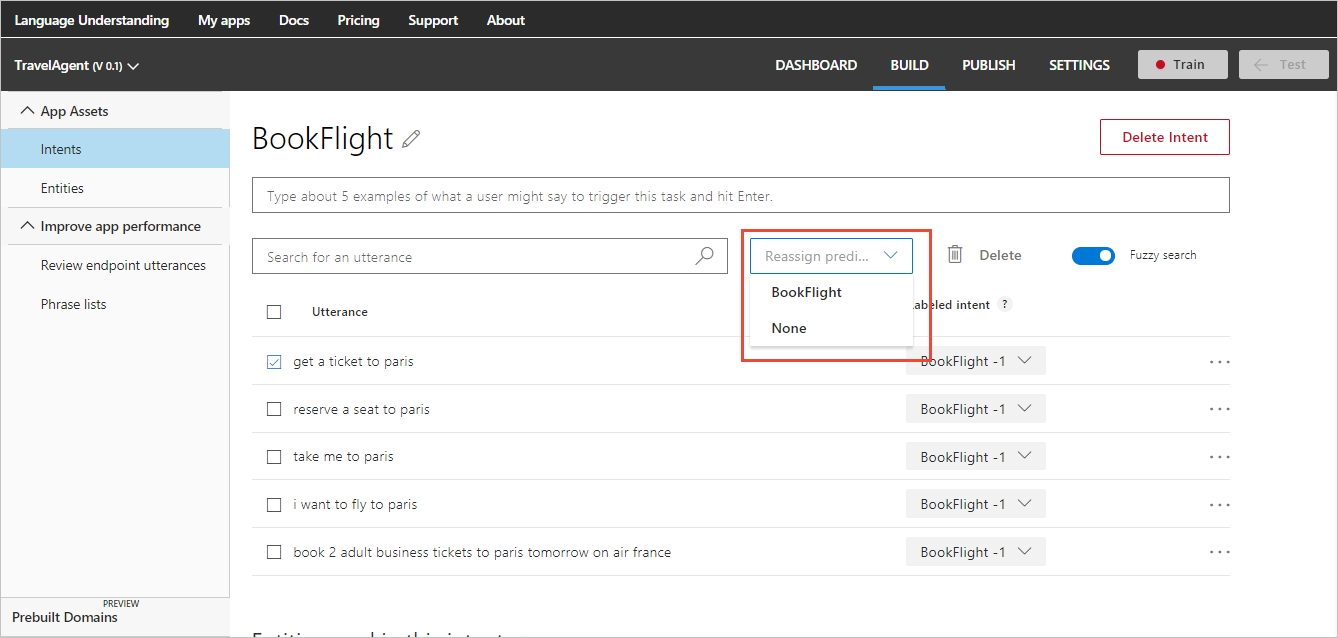 Language Understanding My apps Docs Pricing Support About
TravelAgent (V 0.1) DASHBOARD BUILD PUBLISH SETTINGS Train Test
App Assets
Intents
Entities
Improve app performance
Review endpoint utterances
Phrase lists
PREVIEW
Prebuilt Domains
BookFlight Delete Intent
Type about 5 examples of what a user might say to trigger this task and hit Enter.
Search for an utterance Reassign predi... Delete Fuzzy search
BookFlight
None
Utterance abeled intent ?
get a ticket to paris BookFlight -1 ...
reserve a seat to paris BookFlight -1 ...
take me to paris BookFlight -1 ...
i want to fly to paris BookFlight -1 ...
book 2 adult business tickets to paris tomorrow on air france BookFlight -1 ...